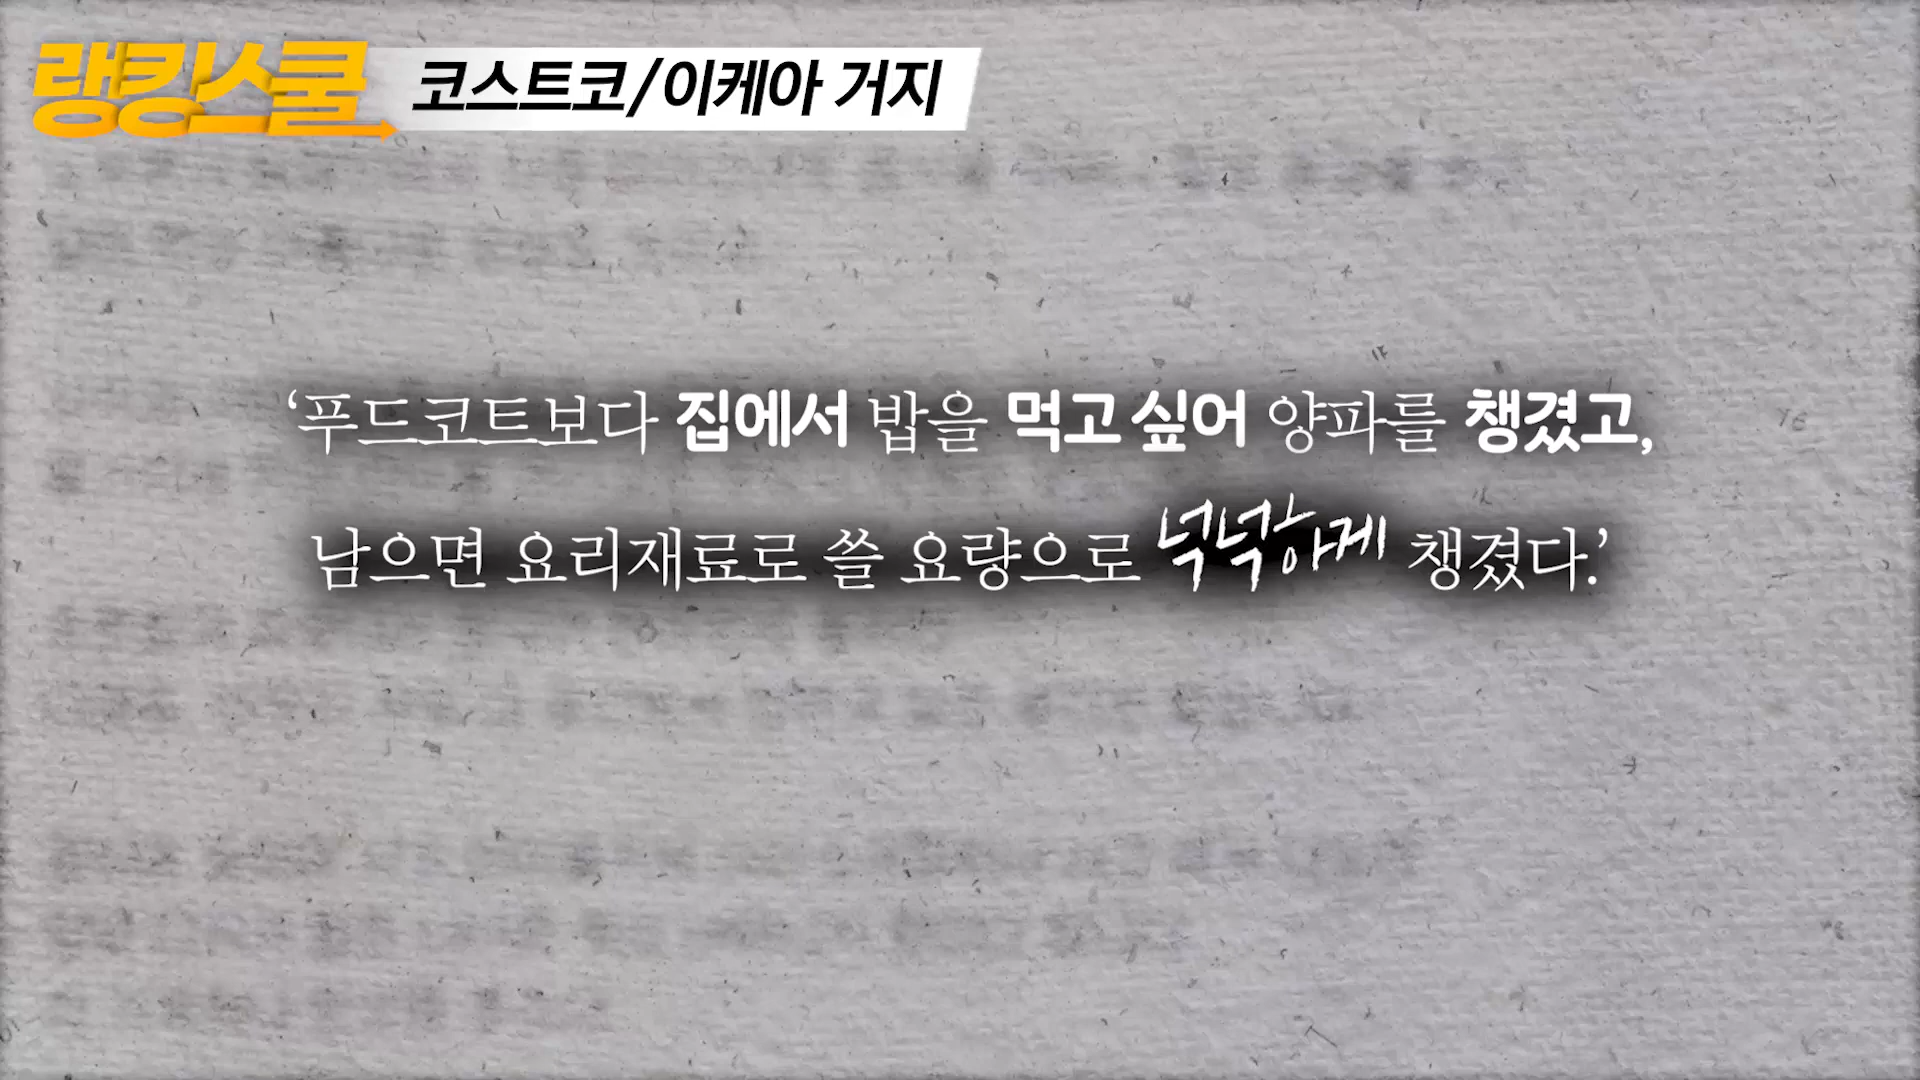 랭킹스쿨
코스트코/이케아 거지
‘푸드코트보다 집에서 밥을 먹고 싶어 양파를 챙겼고,
남으면 요리재료로 쓸 요량으로 넉넉하게 챙겼다.’